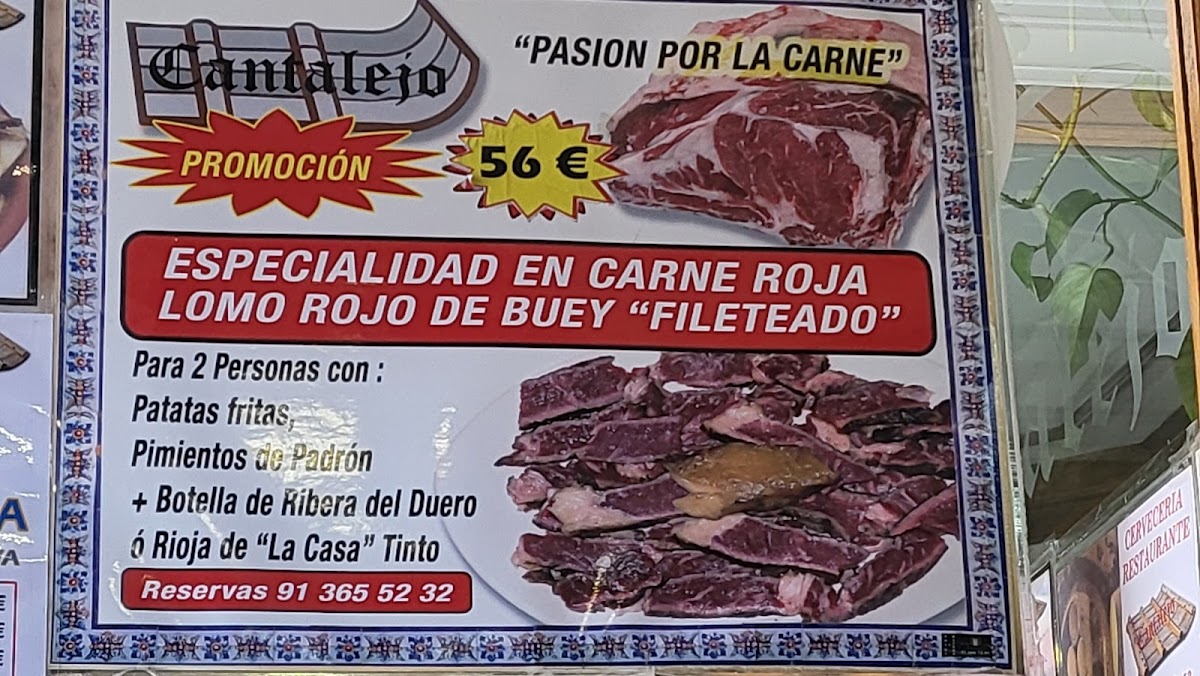 Cantalejo
"PASION POR LA CARNE"
PROMOCIÓN
56 €
ESPECIALIDAD EN CARNE ROJA
LOMO ROJO DE BUEY "FILETEADO"
Para 2 Personas con :
Patatas fritas,
Pimientos de Padrón
+ Botella de Ribera del Duero
ó Rioja de "La Casa" Tinto
Reservas 91 365 52 32
A
CERVECERIA
RESTAURANTE